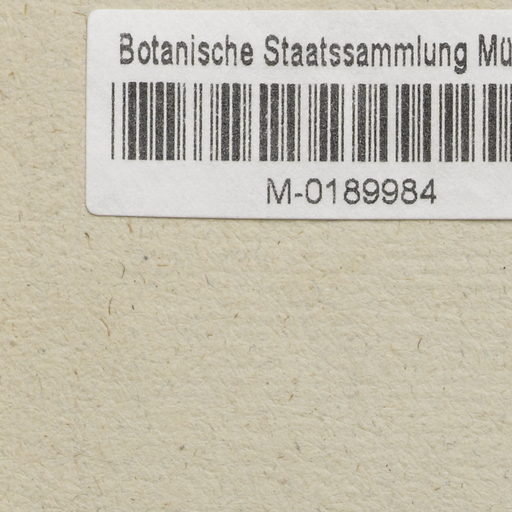 Botanische Staatssammlung Mü
M-0189984